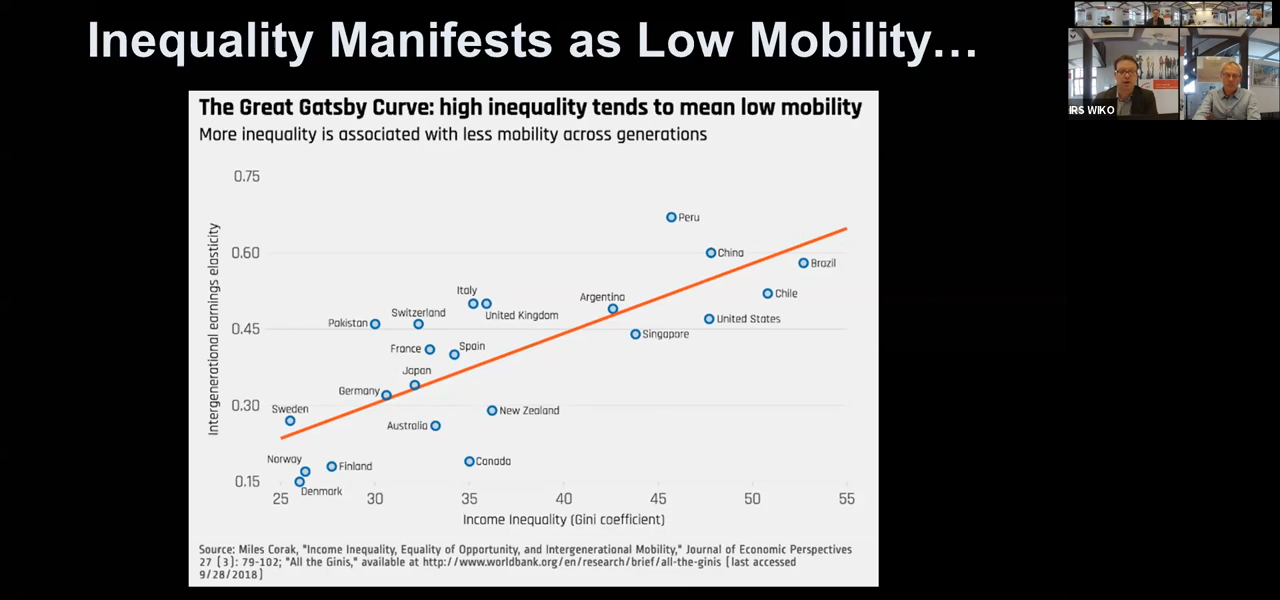 Inequality Manifests as Low Mobility...
The Great Gatsby Curve: high inequality tends to mean low mobility
More inequality is associated with less mobility across generations
Intergenerational earnings elasticity
0.75
0.60
0.45
0.30
0.15
Peru
China
Brazil
Chile
Italy
United Kingdom
Argentina
United States
Pakistan
Switzerland
Singapore
France
Spain
Japan
Germany
Sweden
New Zealand
Australia
Norway
Finland
Canada
Denmark
25 30 35 40 45 50 55
Income Inequality (Gini coefficient)
Source: Miles Corak, "Income Inequality, Equality of Opportunity, and Intergenerational Mobility," Journal of Economic Perspectives
27 [3]: 79-102; "All the Ginis," available at http://www.worldbank.org/en/research/brief/all-the-ginis [last accessed
9/28/2018]
WIKO